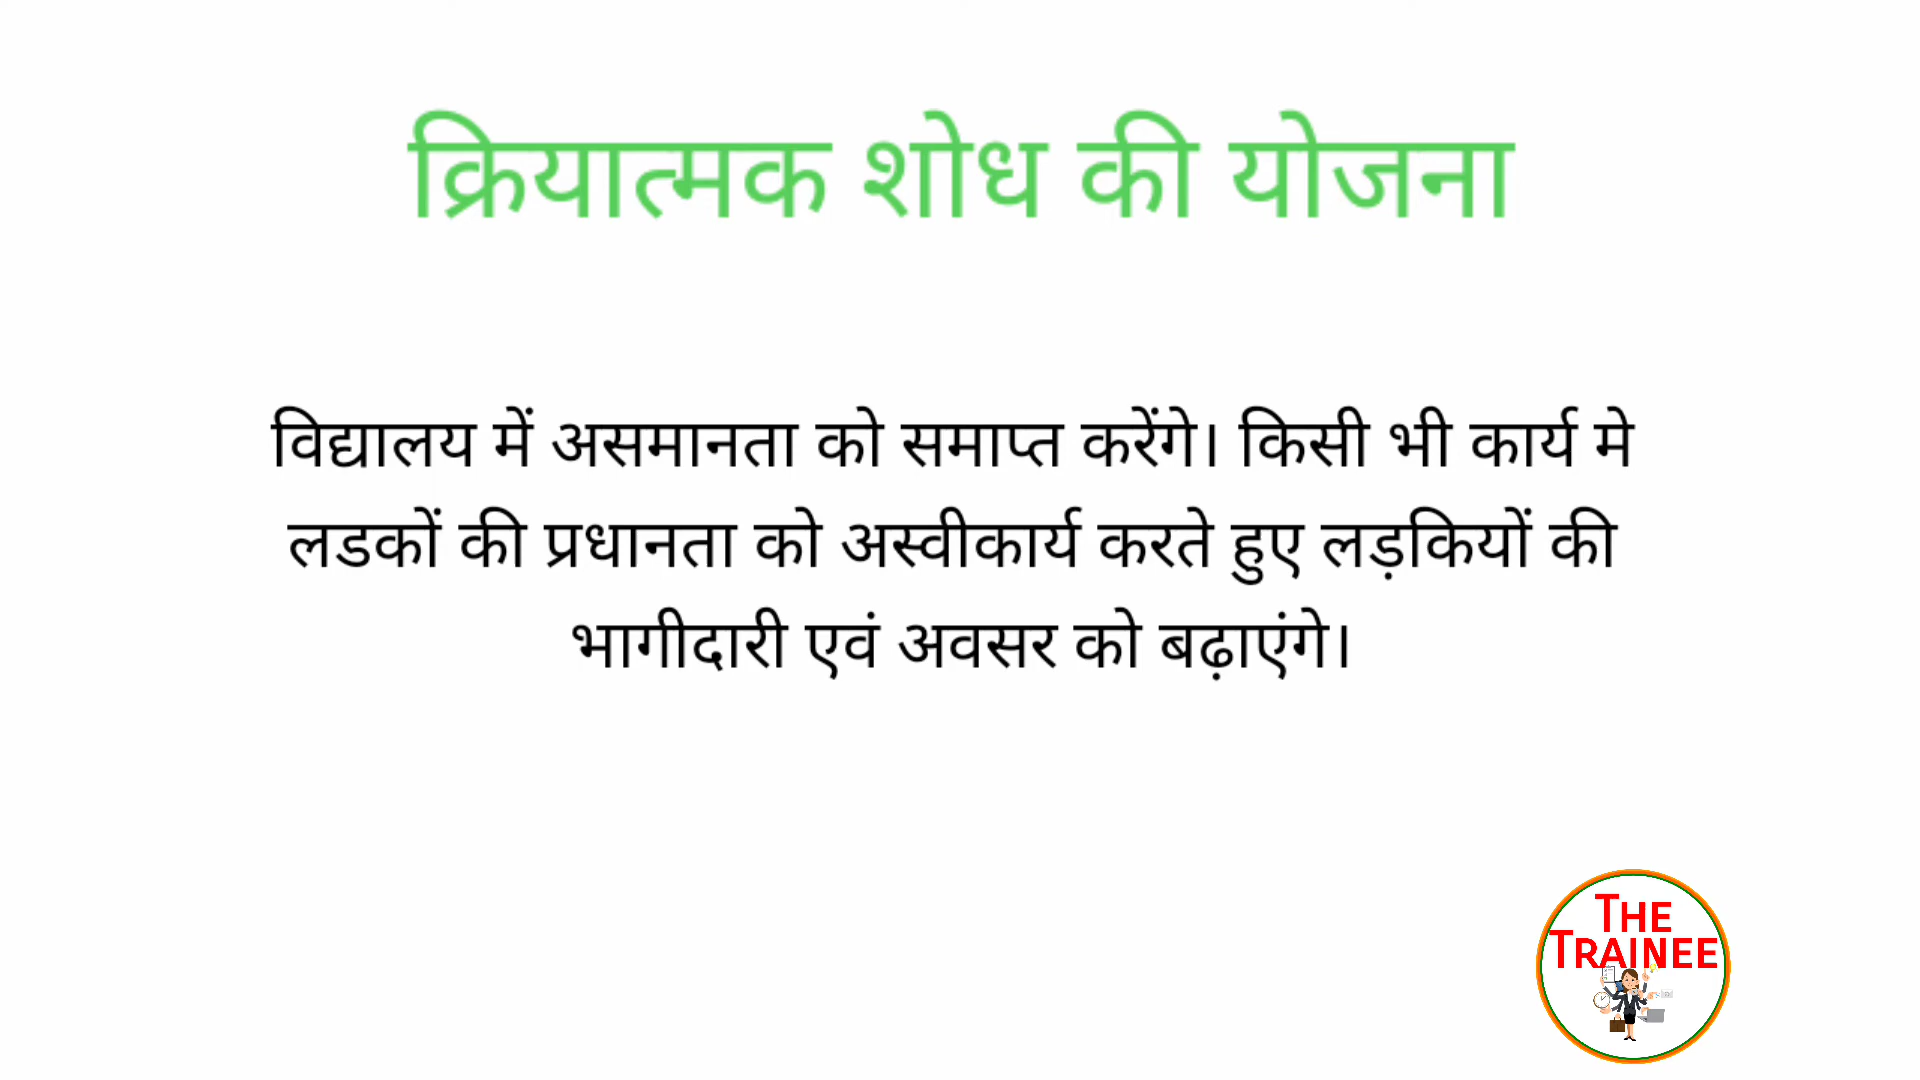 क्रियात्मक शोध की योजना
विद्यालय में असमानता को समाप्त करेंगे। किसी भी कार्य मे
लडकों की प्रधानता को अस्वीकार्य करते हुए लड़कियों की
भागीदारी एवं अवसर को बढ़ाएंगे।
THE
TRAINEE